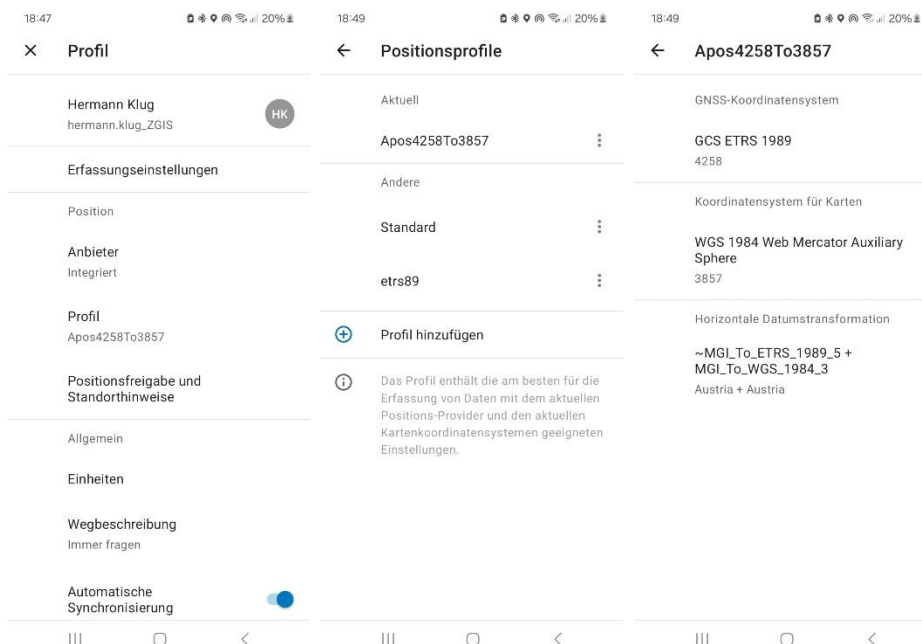 18:47
20%
Profil
Hermann Klug
hermann.klug_ZGIS
HK
Erfassungseinstellungen
Position
Anbieter
Integriert
Profil
Apos4258To3857
Positionsfreigabe und
Standorthinweise
Allgemein
Einheiten
Wegbeschreibung
Immer fragen
Automatische
Synchronisierung
18:49
20%
Positionsprofile
Aktuell
Apos4258To3857
Andere
Standard
etrs89
Profil hinzufügen
Das Profil enthält die am besten für die
Erfassung von Daten mit dem aktuellen
Positions-Provider und den aktuellen
Kartenkoordinatensystemen geeigneten
Einstellungen.
18:49
20%
Apos4258To3857
GNSS-Koordinatensystem
GCS ETRS 1989
4258
Koordinatensystem für Karten
WGS 1984 Web Mercator Auxiliary
Sphere
3857
Horizontale Datumstransformation
~MGI_To_ETRS_1989_5 +
MGI_To_WGS_1984_3
Austria + Austria